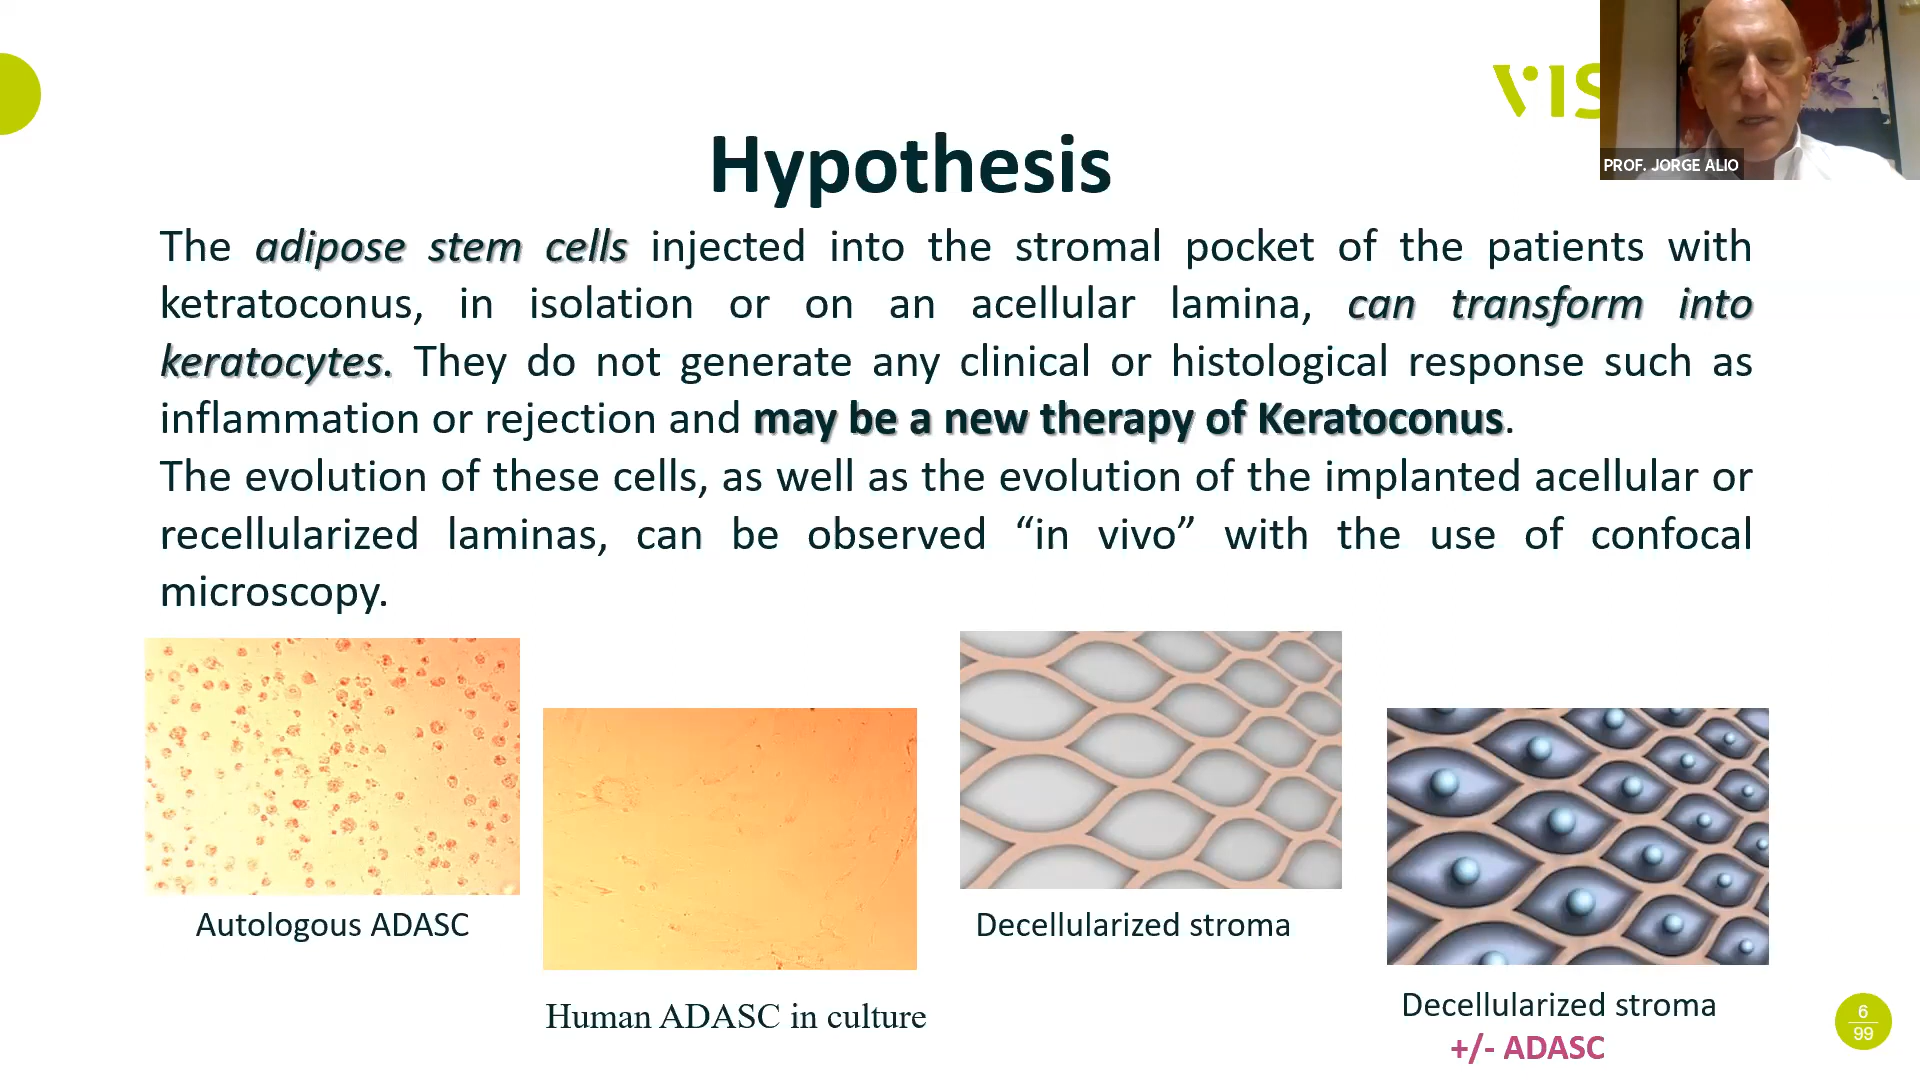 VIS
PROF. JORGE ALIO
Hypothesis
The adipose stem cells injected into the stromal pocket of the patients with
ketratoconus, in isolation or on an acellular lamina, can transform into
keratocytes. They do not generate any clinical or histological response such as
inflammation or rejection and may be a new therapy of Keratoconus.
The evolution of these cells, as well as the evolution of the implanted acellular or
recellularized laminas, can be observed “in vivo” with the use of confocal
microscopy.
Autologous ADASC
Human ADASC in culture
Decellularized stroma
Decellularized stroma
+/- ADASC
6
99